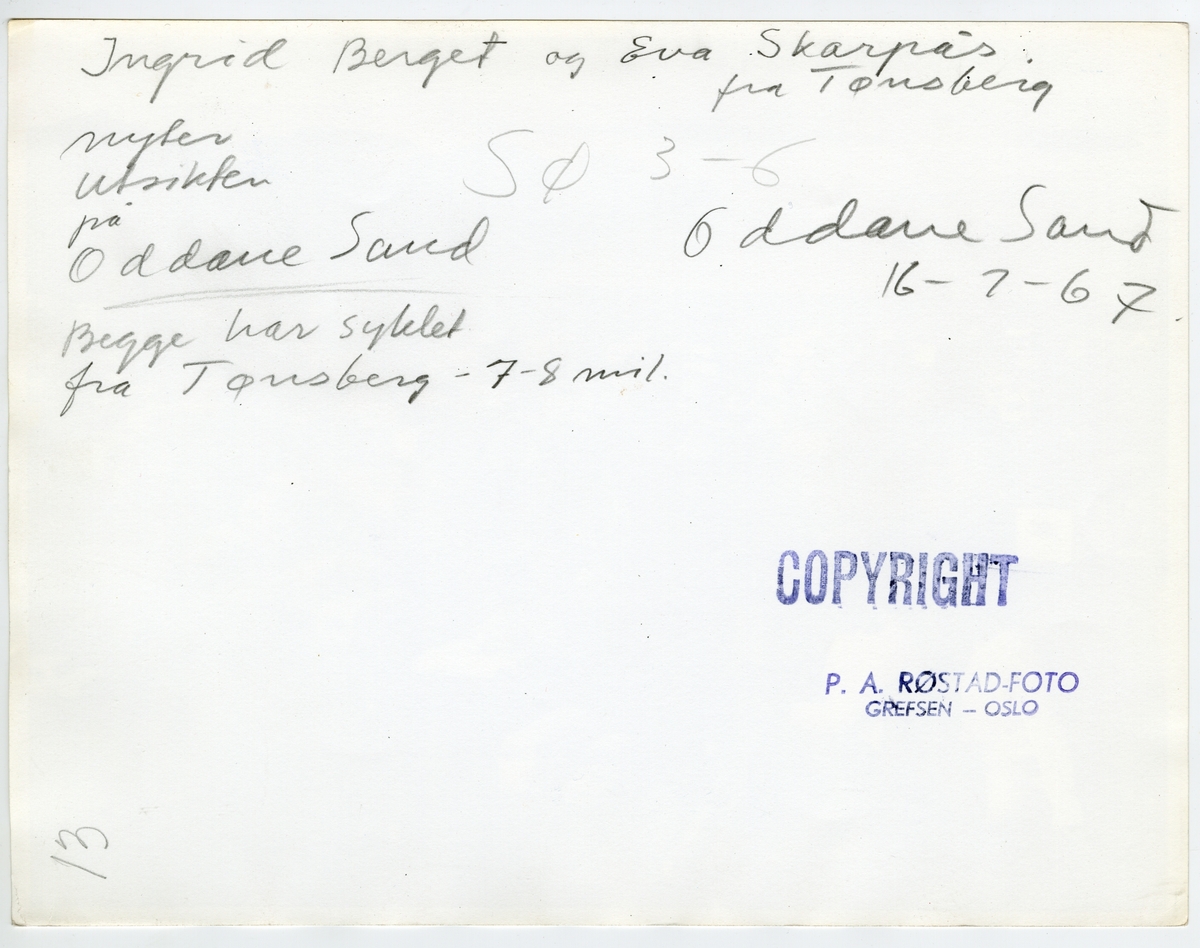 Ingrid Berget og Eva Skarpås
fra Tønsberg
nyter
utsikten
på
Oddane Sand
SØ 3-6
Oddane Sand
16-7-67.
Begge har syklet
fra Tønsberg - 7-8 mil.
COPYRIGHT
P. A. RØSTAD-FOTO
GREFSEN — OSLO
13